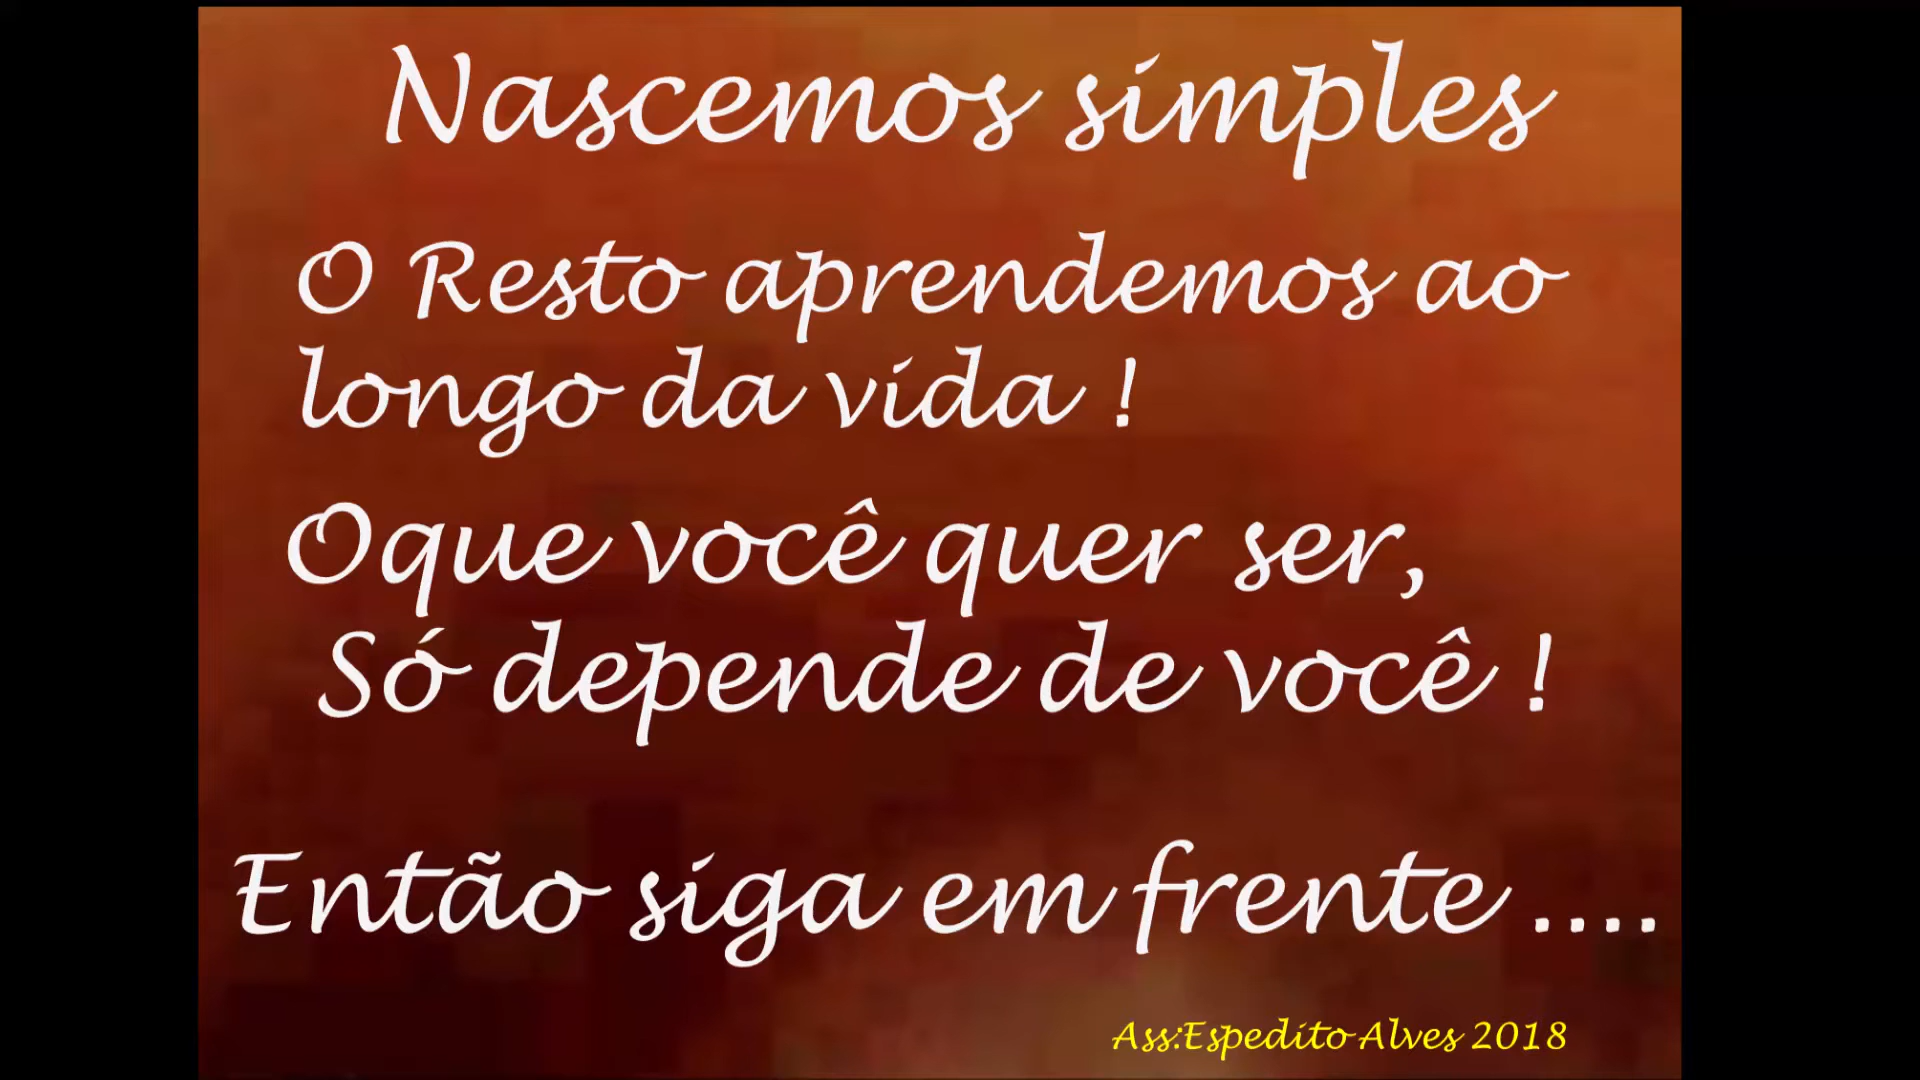 Nascemos simples
O Resto aprendemos ao
longo da vida !
Oque você quer ser,
Só depende de você !
Então siga em frente ....
Ass:Espedito Alves 2018